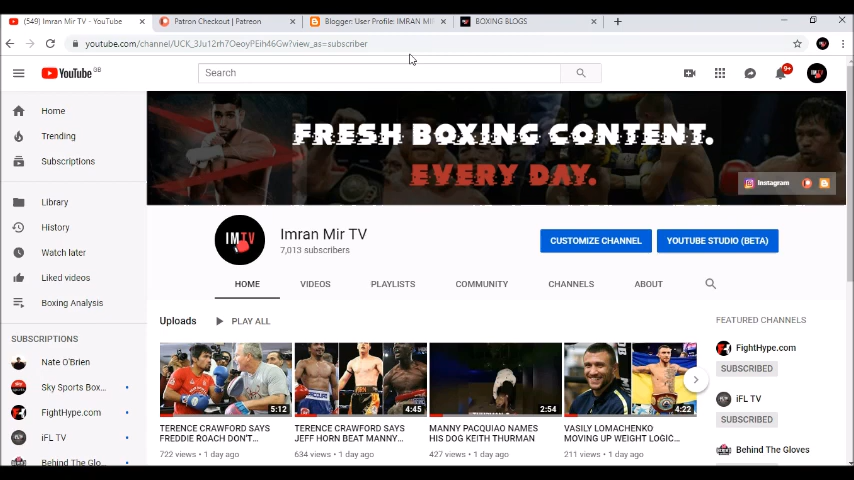 (549) Imran Mir TV - YouTube
Patron Checkout | Patreon
Blogger: User Profile: IMRAN MI
BOXING BLOGS
youtube.com/channel/UCK_3Ju12rh7OeoyPEih46Gw?view_as=subscriber
YouTube GB
Search
9+
Home
Trending
Subscriptions
Library
History
Watch later
Liked videos
Boxing Analysis
SUBSCRIPTIONS
Nate O'Brien
Sky Sports Box...
FightHype.com
iFL TV
Behind The Glo...
FRESH BOXING CONTENT.
EVERY DAY.
Instagram
IMTV
Imran Mir TV
7,013 subscribers
CUSTOMIZE CHANNEL
YOUTUBE STUDIO (BETA)
HOME
VIDEOS
PLAYLISTS
COMMUNITY
CHANNELS
ABOUT
Uploads
PLAY ALL
5:12
TERENCE CRAWFORD SAYS
FREDDIE ROACH DON'T...
722 views • 1 day ago
4:45
TERENCE CRAWFORD SAYS
JEFF HORN BEAT MANNY...
634 views • 1 day ago
2:54
MANNY PACQUIAO NAMES
HIS DOG KEITH THURMAN
427 views • 1 day ago
4:22
VASILY LOMACHENKO
MOVING UP WEIGHT LOGIC...
211 views • 1 day ago
FEATURED CHANNELS
FightHype.com
SUBSCRIBED
iFL TV
SUBSCRIBED
Behind The Gloves